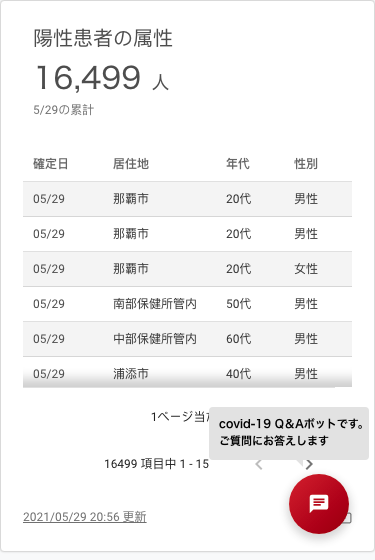 陽性患者の属性
16,499 人
5/29の累計
確定日 居住地 年代 性別
05/29 那覇市 20代 男性
05/29 那覇市 20代 男性
05/29 那覇市 20代 女性
05/29 南部保健所管内 50代 男性
05/29 中部保健所管内 60代 男性
05/29 浦添市 40代 男性
1ページ当
covid-19 Q&Aボットです。
ご質問にお答えします
16499 項目中 1 - 15
2021/05/29 20:56 更新